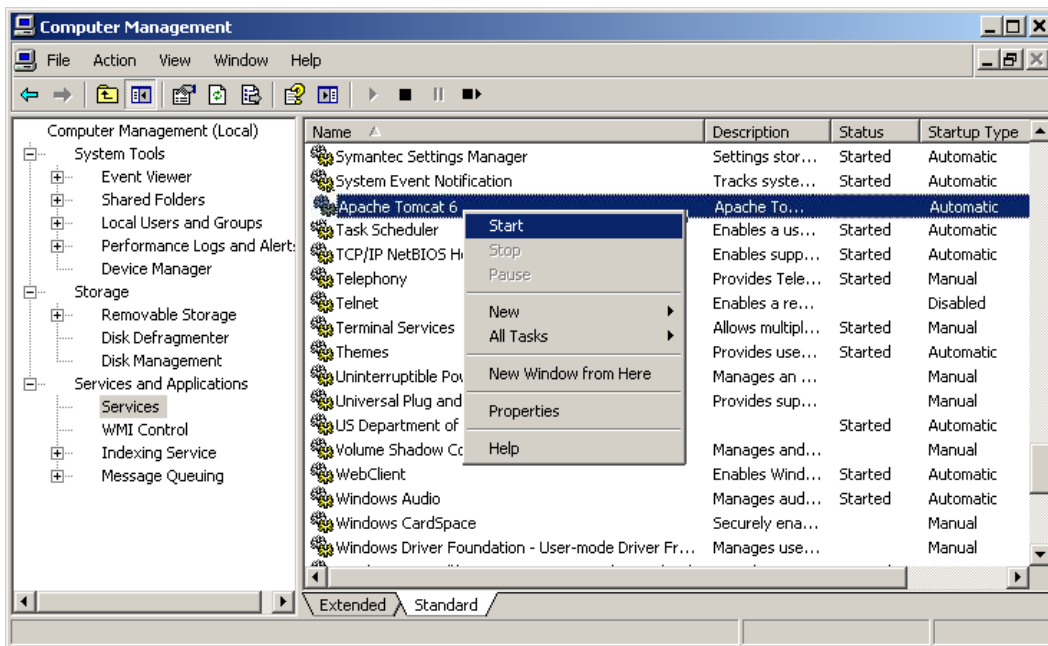 Computer Management
File Action View Window Help
Computer Management (Local)
System Tools
Event Viewer
Shared Folders
Local Users and Groups
Performance Logs and Alert
Device Manager
Storage
Removable Storage
Disk Defragmenter
Disk Management
Services and Applications
Services
WMI Control
Indexing Service
Message Queuing
Name Description Status Startup Type
Symantec Settings Manager Settings stor... Started Automatic
System Event Notification Tracks syste... Started Automatic
Apache Tomcat 6 Apache To... Automatic
Task Scheduler Enables a us... Started Automatic
TCP/IP NetBIOS H Enables supp... Started Automatic
Telephony Provides Tele... Started Manual
Telnet Enables a re... Disabled
Terminal Services Allows multipl... Started Manual
Themes Provides use... Started Automatic
Uninterruptible Po Manages an ... Manual
Universal Plug and Provides sup... Manual
US Department of Started Automatic
Volume Shadow Co Manages and... Manual
WebClient Enables Wind... Started Automatic
Windows Audio Manages aud... Started Automatic
Windows CardSpace Securely ena... Manual
Windows Driver Foundation - User-mode Driver Fr... Manages use... Manual
Start
Stop
Pause
New
All Tasks
New Window from Here
Properties
Help
Extended Standard